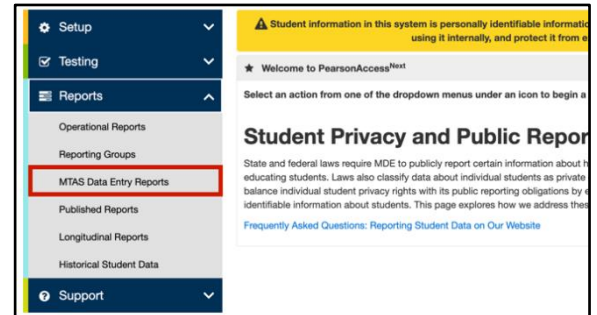 Setup
Testing
Reports
Operational Reports
Reporting Groups
MTAS Data Entry Reports
Published Reports
Longitudinal Reports
Historical Student Data
Support
Student information in this system is personally identifiable informatio
using it internally, and protect it from e
Welcome to PearsonAccessNext
Select an action from one of the dropdown menus under an icon to begin a
Student Privacy and Public Repor
State and federal laws require MDE to publicly report certain information about h
educating students. Laws also classify data about individual students as private
balance individual student privacy rights with its public reporting obligations by e
identifiable information about students. This page explores how we address thes
Frequently Asked Questions: Reporting Student Data on Our Website